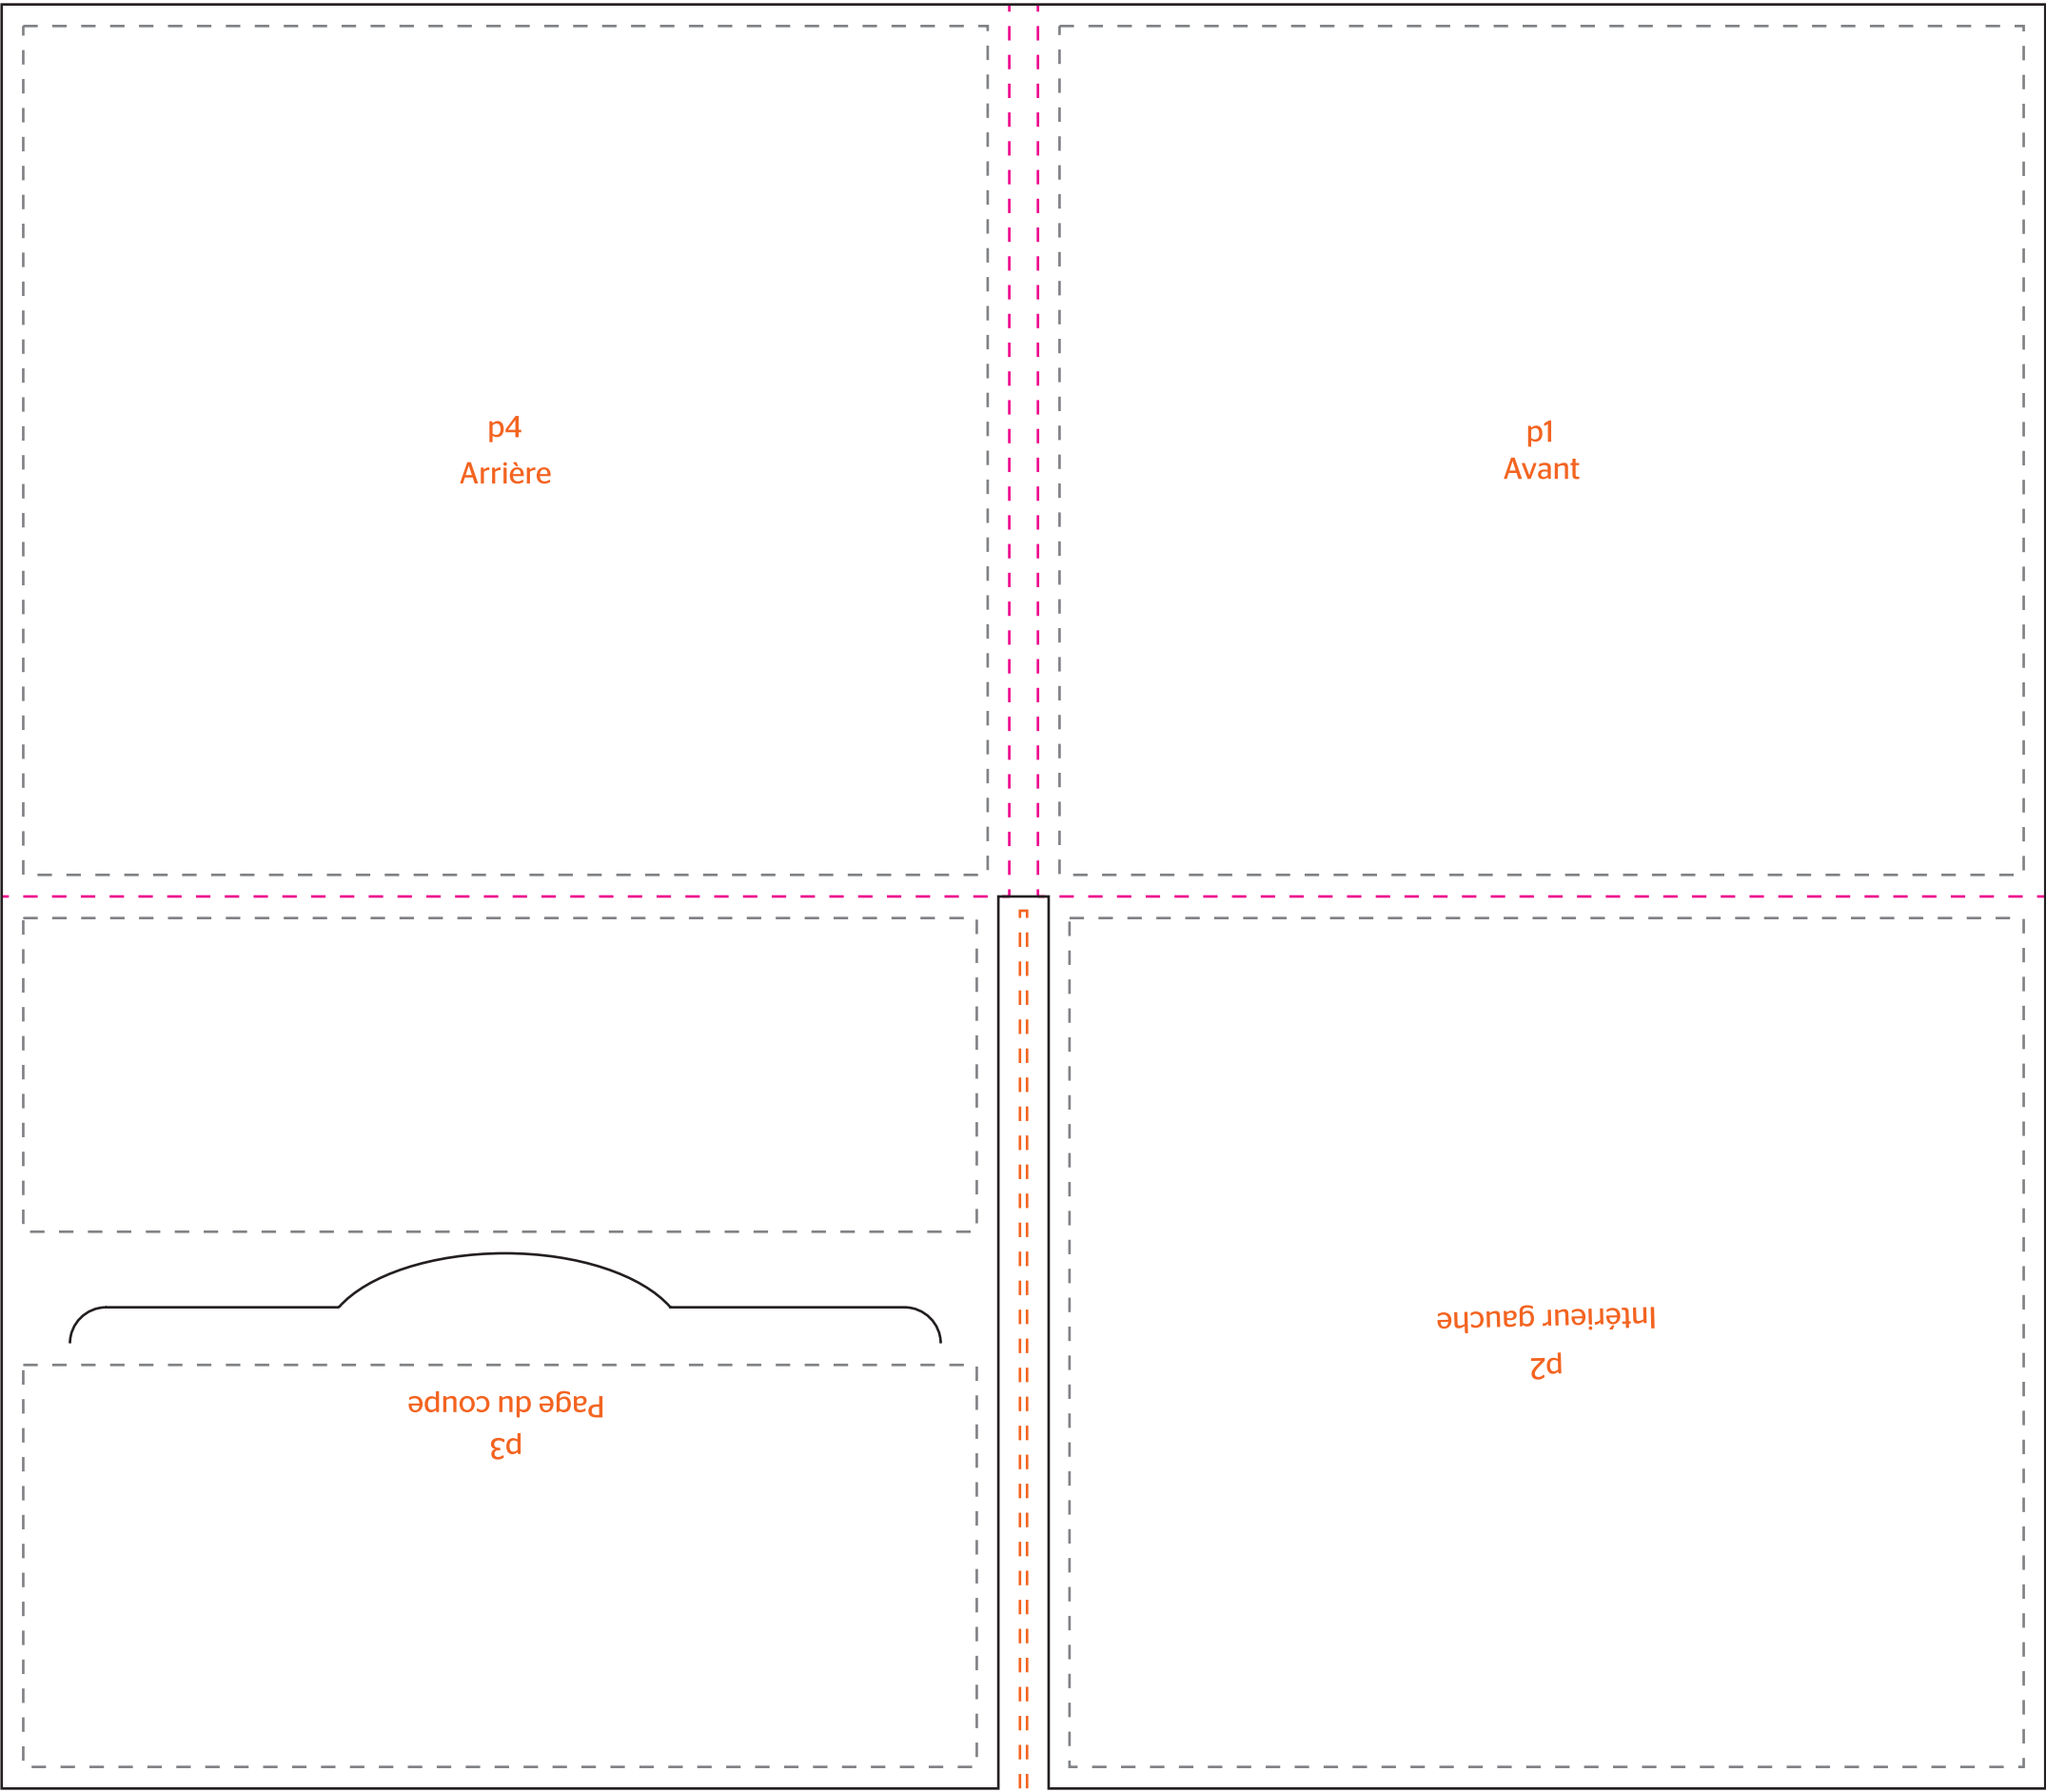 p4
Arrière
p1
Avant
p3
Page du coupe
p2
Intérieur gauche